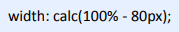 width: calc(100% - 80px);